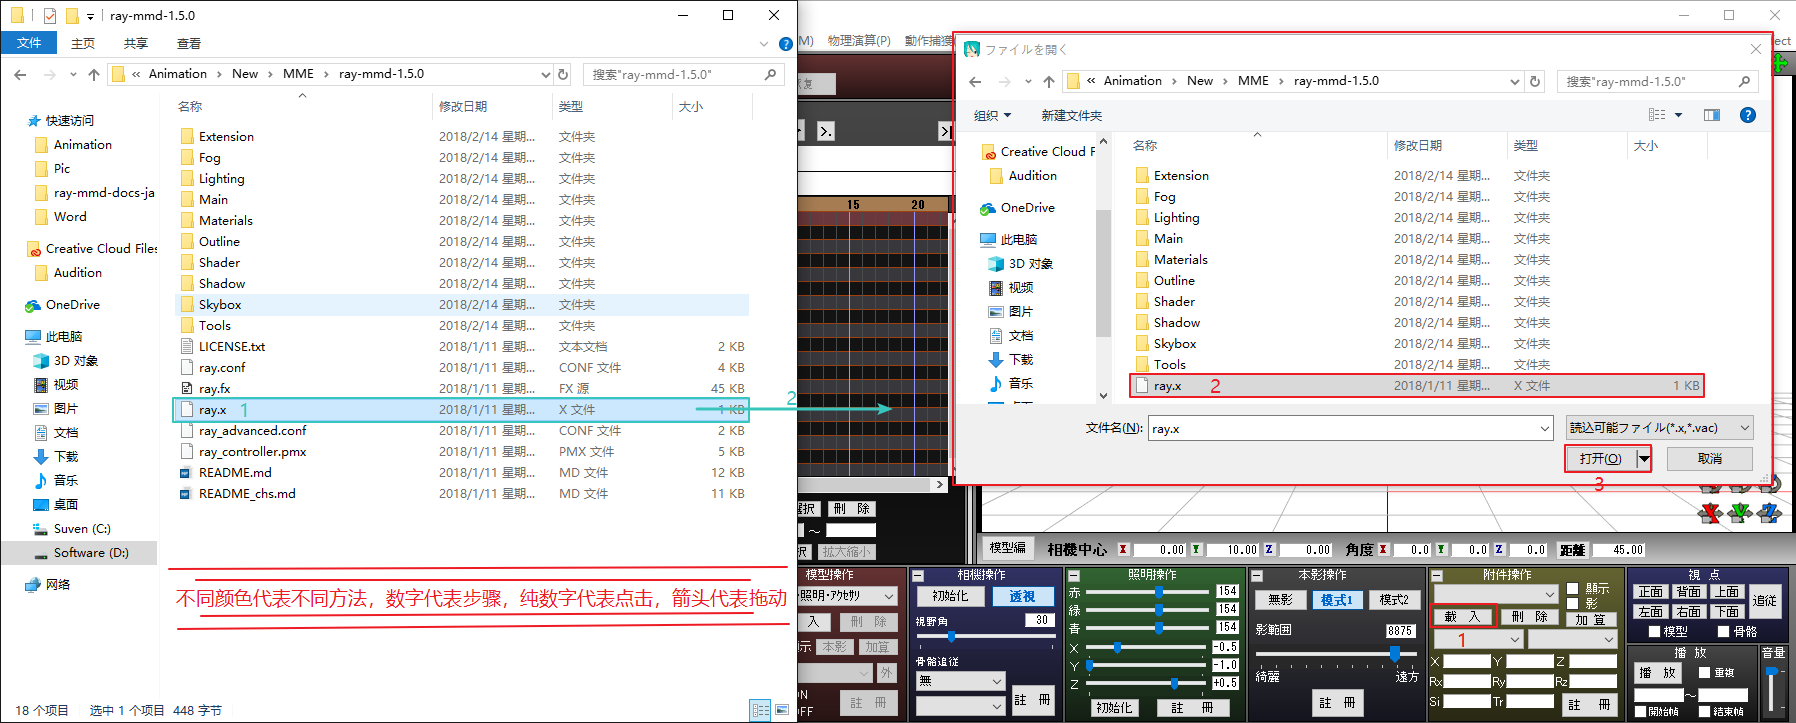 ray-mmd-1.5.0
文件 主页 共享 查看
« Animation › New › MME › ray-mmd-1.5.0
搜索"ray-mmd-1.5.0"
名称 修改日期 类型 大小
快速访问
Animation
Pic
ray-mmd-docs-ja
Word
Creative Cloud Files
Audition
OneDrive
此电脑
3D 对象
视频
图片
文档
下载
音乐
桌面
Suven (C:)
Software (D:)
网络
Extension 2018/2/14 星期... 文件夹
Fog 2018/2/14 星期... 文件夹
Lighting 2018/2/14 星期... 文件夹
Main 2018/2/14 星期... 文件夹
Materials 2018/2/14 星期... 文件夹
Outline 2018/2/14 星期... 文件夹
Shader 2018/2/14 星期... 文件夹
Shadow 2018/2/14 星期... 文件夹
Skybox 2018/2/14 星期... 文件夹
Tools 2018/2/14 星期... 文件夹
LICENSE.txt 2018/1/11 星期... 文本文档 2 KB
ray.conf 2018/1/11 星期... CONF 文件 4 KB
ray.fx 2018/1/11 星期... FX 源 45 KB
ray.x 1 2018/1/11 星期... X 文件 1 KB 2
ray_advanced.conf 2018/1/11 星期... CONF 文件 2 KB
ray_controller.pmx 2018/1/11 星期... PMX 文件 5 KB
README.md 2018/1/11 星期... MD 文件 12 KB
README_chs.md 2018/1/11 星期... MD 文件 11 KB
不同颜色代表不同方法，数字代表步骤，纯数字代表点击，箭头代表拖动
18 个项目 选中 1 个项目 448 字节
M) 物理演算(P) 動作捕獲
ect
复
>.
>|
15 20
ファイルを開く
« Animation › New › MME › ray-mmd-1.5.0
搜索"ray-mmd-1.5.0"
组织 新建文件夹
名称 修改日期 类型 大小
Creative Cloud F
Audition
OneDrive
此电脑
3D 对象
视频
图片
文档
下载
音乐
Extension 2018/2/14 星期... 文件夹
Fog 2018/2/14 星期... 文件夹
Lighting 2018/2/14 星期... 文件夹
Main 2018/2/14 星期... 文件夹
Materials 2018/2/14 星期... 文件夹
Outline 2018/2/14 星期... 文件夹
Shader 2018/2/14 星期... 文件夹
Shadow 2018/2/14 星期... 文件夹
Skybox 2018/2/14 星期... 文件夹
Tools 2018/2/14 星期... 文件夹
ray.x 2 2018/1/11 星期... X 文件 1 KB
文件名(N): ray.x 読込可能ファイル(*.x,*.vac)
打开(O) 取消
3
X Y Z
択 刪 除
～
択 拡大縮小
模型編 相機中心 X 0.00 Y 10.00 Z 0.00 角度 X 0.0 Y 0.0 Z 0.0 距離 45.00
模型操作
照明・アクセサリ
入 刪 除
示 本影 加算
外
ON
OFF 註 冊
相機操作
初始化 透視
視野角 30
骨骼追従
無
註 冊
照明操作
赤 154
緑 154
青 154
X -0.5
Y -1.0
Z +0.5
初始化 註 冊
本影操作
無影 模式1 模式2
影範囲 8875
綺麗 遠方
註 冊
附件操作
顯示
影
載 入 刪 除 加 算
1
X Y Z
Rx Ry Rz
Si Tr 註 冊
視 点
正面 背面 上面 追従
左面 右面 下面
模型 骨骼
播 放
播 放 重複
～
開始幀 結束幀
音量